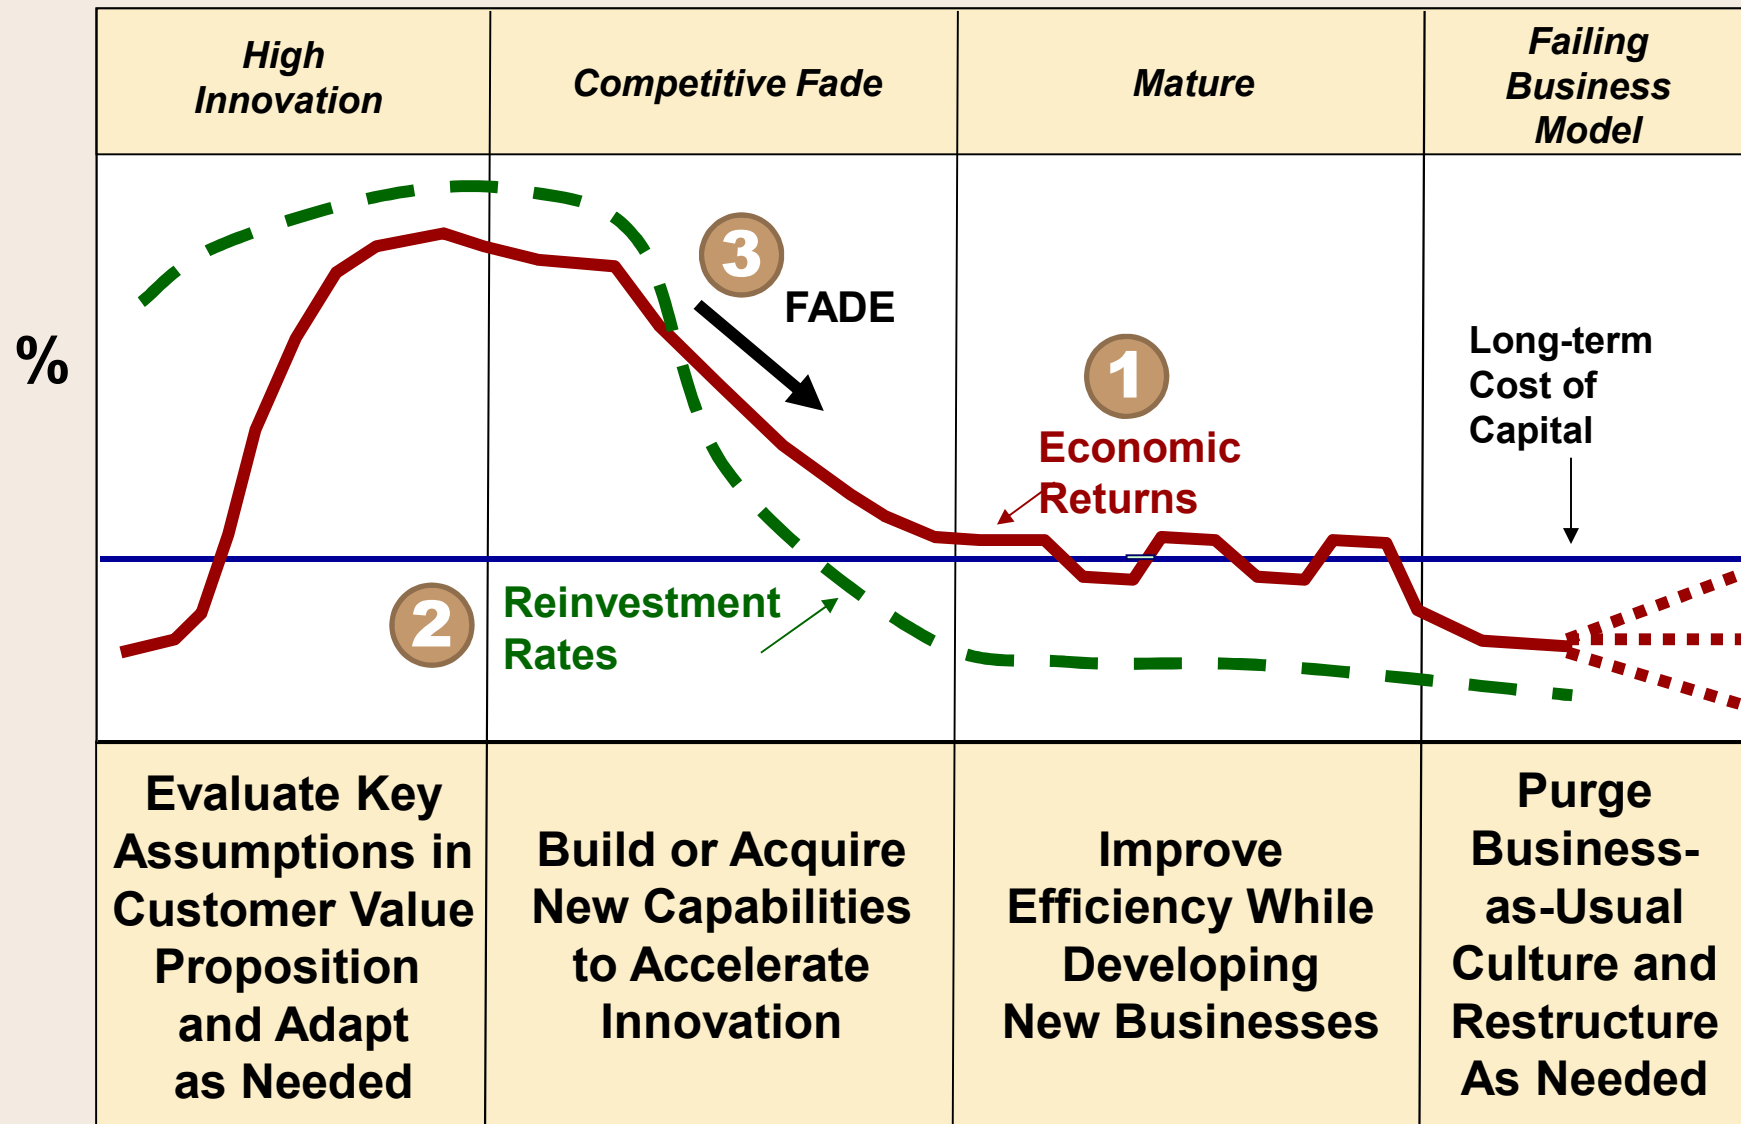 High
Innovation
Competitive Fade
Mature
Failing
Business
Model
%
3
FADE
1
Economic
Returns
Long-term
Cost of
Capital
2
Reinvestment
Rates
Evaluate Key
Assumptions in
Customer Value
Proposition
and Adapt
as Needed
Build or Acquire
New Capabilities
to Accelerate
Innovation
Improve
Efficiency While
Developing
New Businesses
Purge
Business-
as-Usual
Culture and
Restructure
As Needed